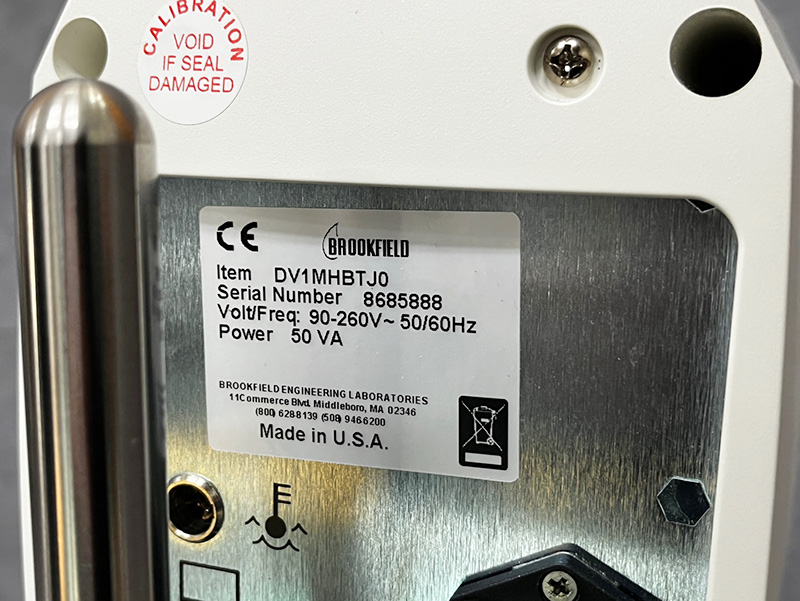 CALIBRATION
VOID
IF SEAL
DAMAGED
CE
BROOKFIELD
Item DV1MHBTJ0
Serial Number 8685888
Volt/Freq: 90-260V~ 50/60Hz
Power 50 VA
BROOKFIELD ENGINEERING LABORATORIES
11Commerce Blvd. Middleboro, MA 02346
(800) 6288139 (508) 9466200
Made in U.S.A.